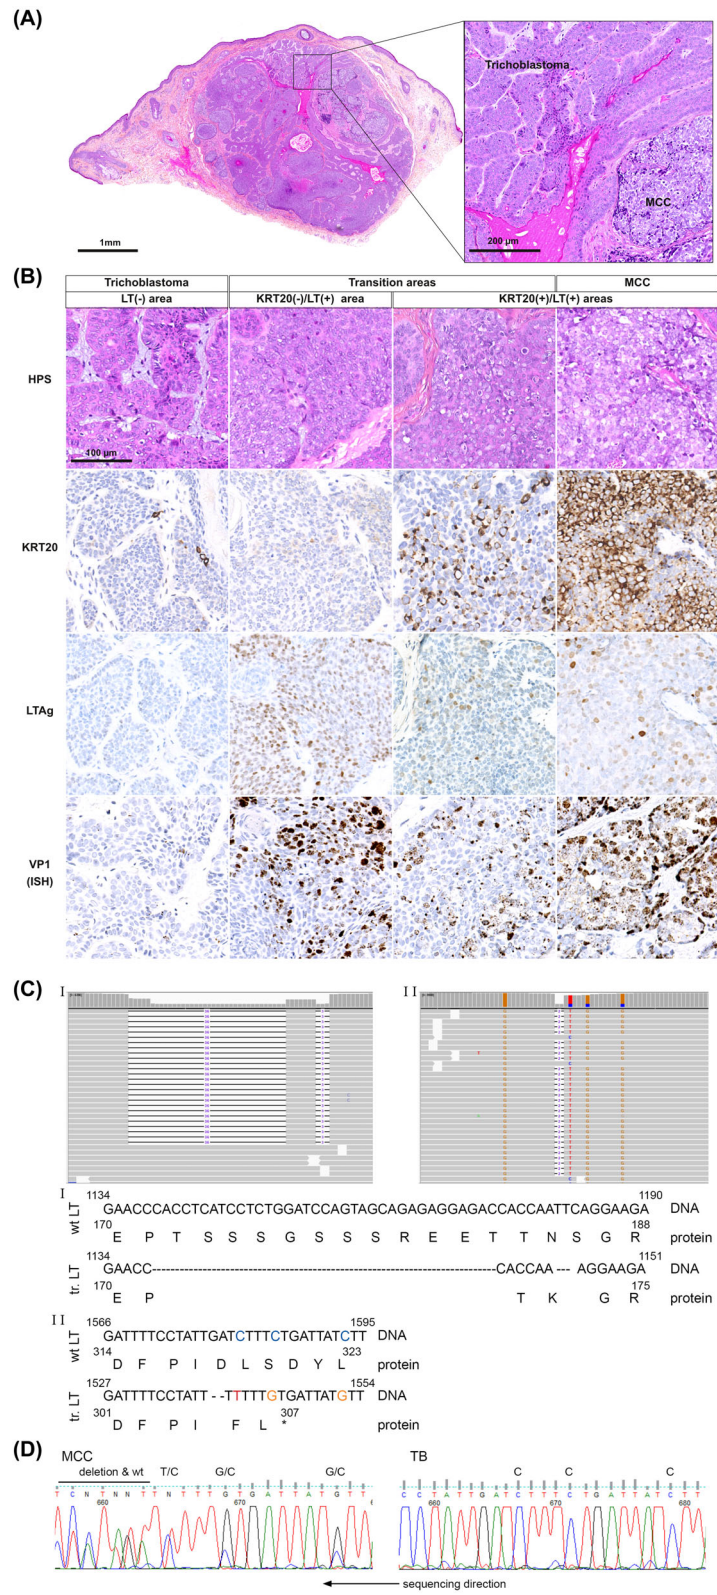 (A)
Trichoblastoma
MCC
1mm
200 µm
(B)
Trichoblastoma Transition areas MCC
LT(-) area KRT20(-)/LT(+) area KRT20(+)/LT(+) areas
HPS
400 µm
KRT20
LTAg
VP1
(ISH)
(C)
I II
I
1134 1190
wt LT GAACCCACCTCATCCTCTGGATCCAGTAGCAGAGAGGAGACCACCAATTCAGGAAGA DNA
170 188
E P T S S S G S S S R E E T T N S G R protein
1134 1151
tr. LT GAACC------------------------------------CACCAA---AGGAAGA DNA
170 175
E P T K G R protein
II
1566 1595
wt LT GATTTTCCTATTGATCTTTCTGATTATCTT DNA
314 323
D F P I D L S D Y L protein
1527 1554
tr. LT GATTTTCCTATT--TTTTTGTGATTATGTT DNA
301 307
D F P I F L * protein
(D)
MCC TB
deletion & wt T/C G/C G/C C C C
T C N T N N T T N T T T G T G A T T A T G T T C C T A T T G A T C T T T C T G A T T A T C T T
660 670 660 670 680
sequencing direction